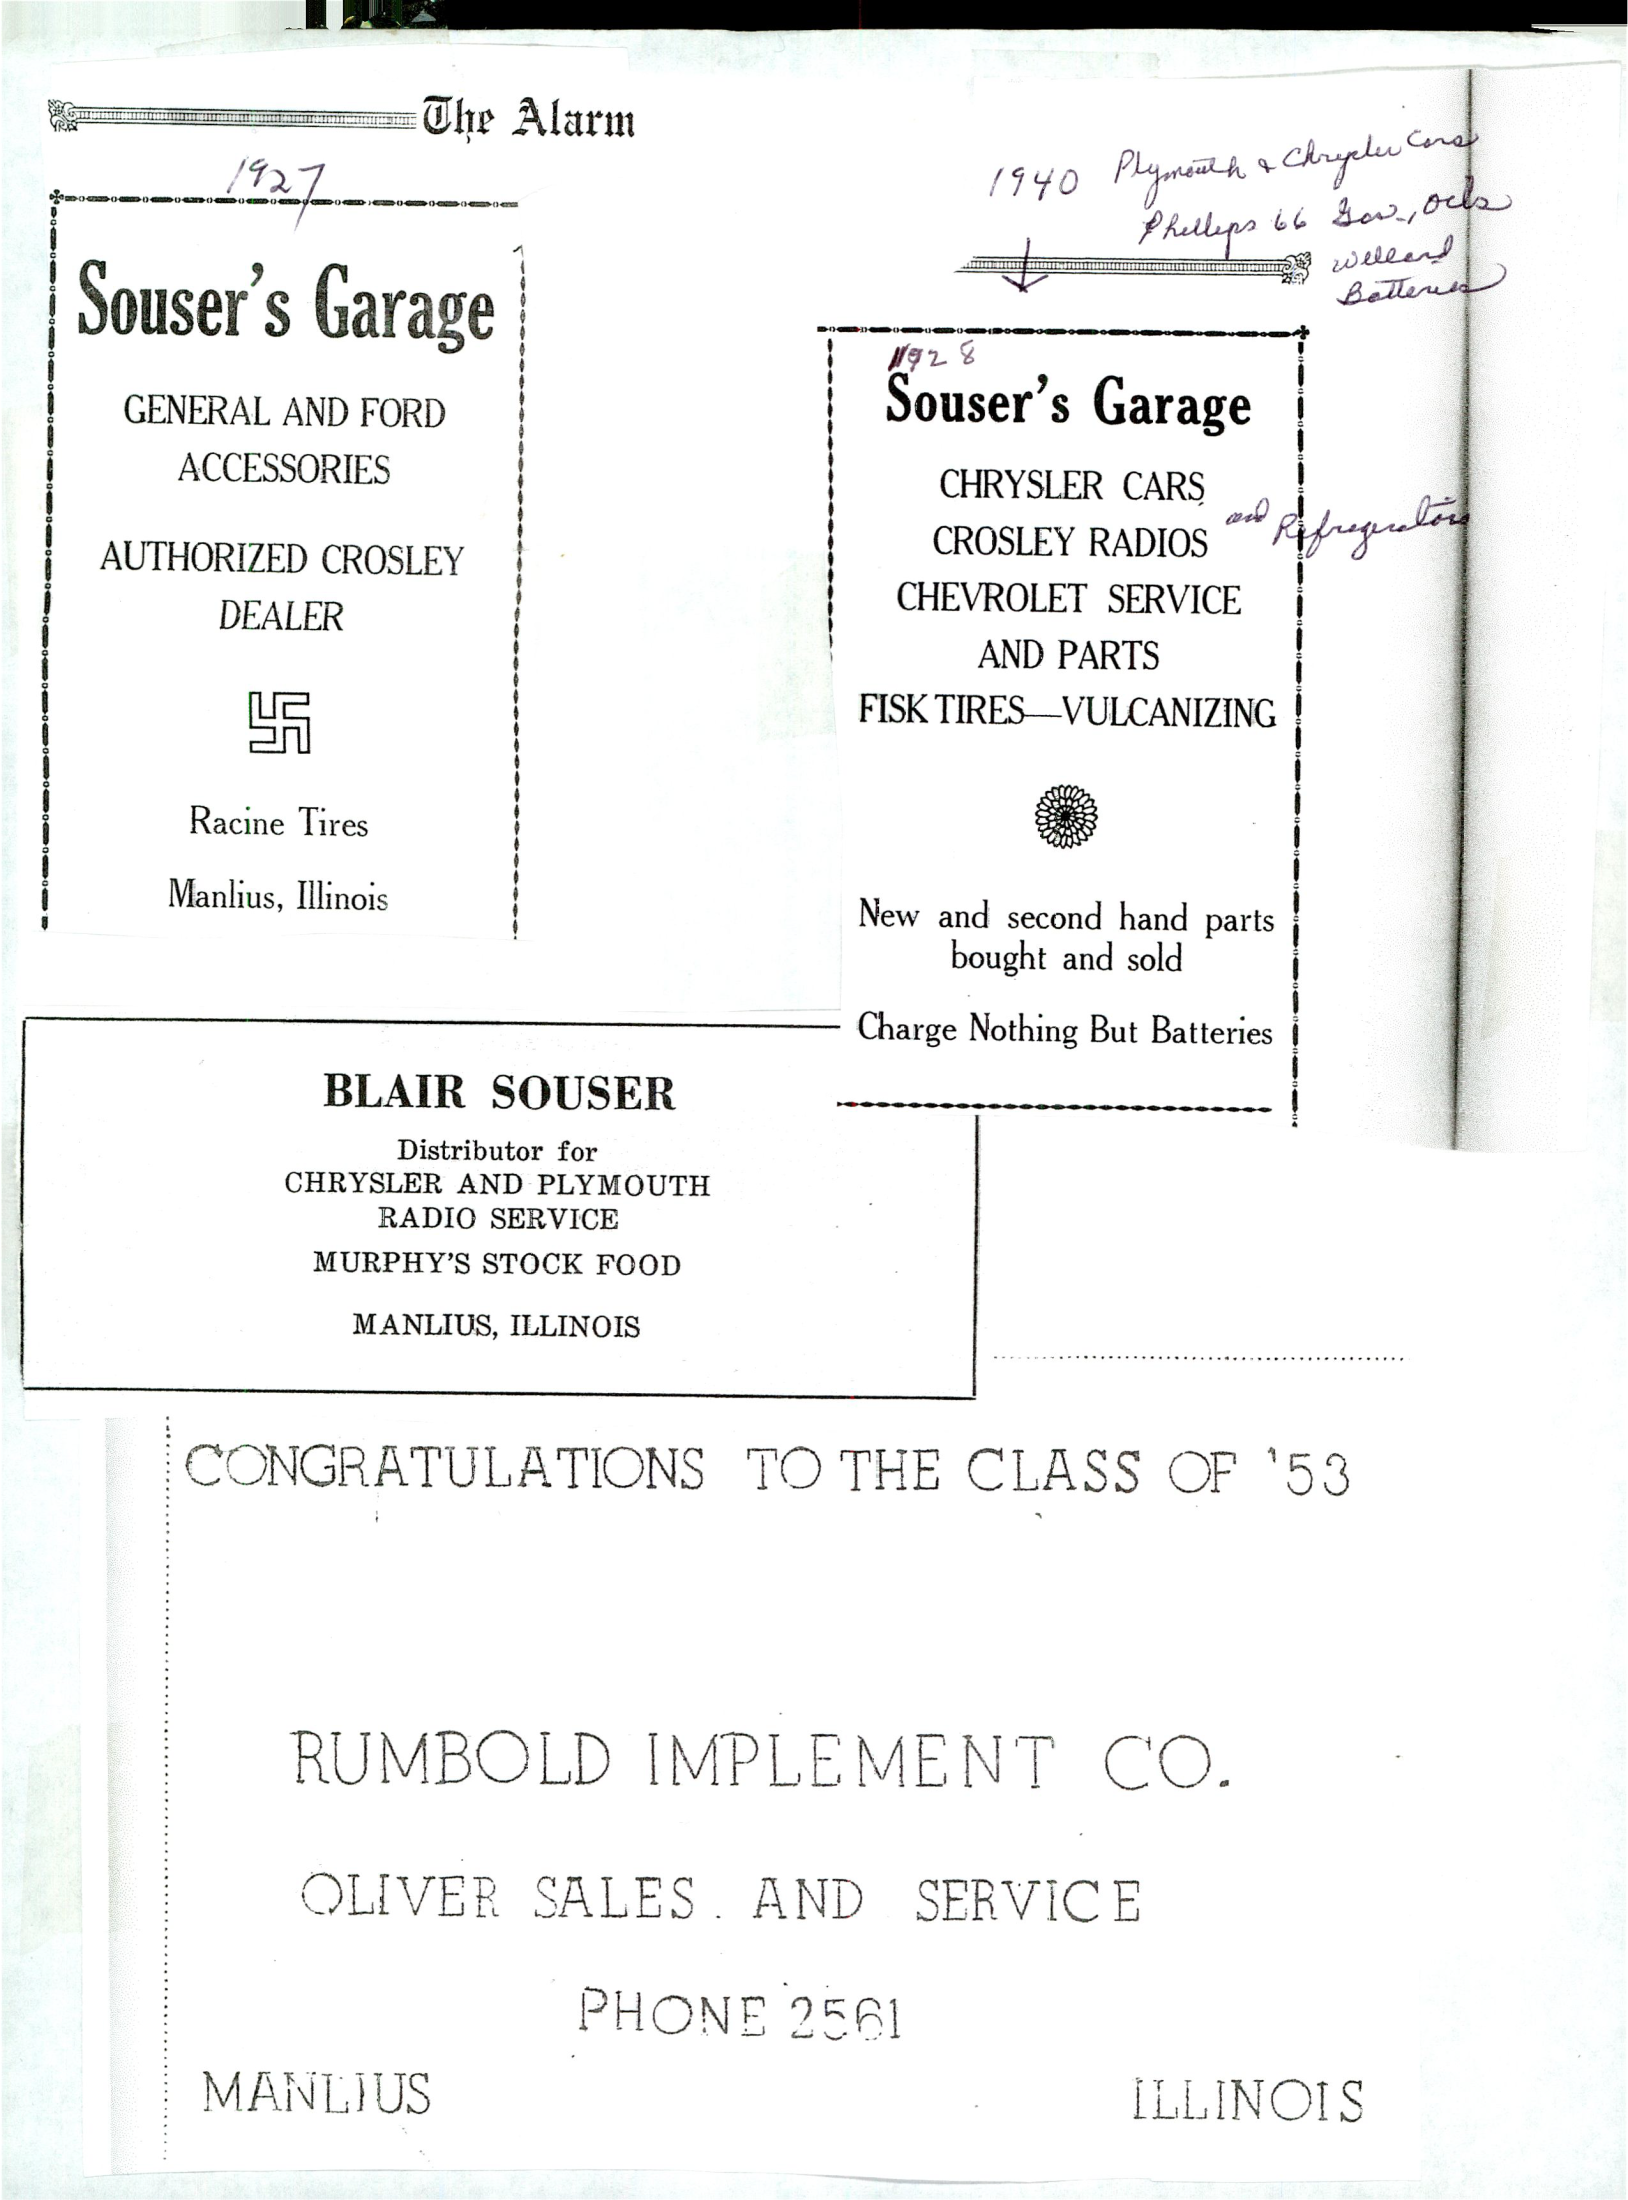 The Alarm
1927
Souser's Garage
GENERAL AND FORD
ACCESSORIES
AUTHORIZED CROSLEY
DEALER
Racine Tires
Manlius, Illinois
1940 Plymouth & Chrysler Cars
Phillips 66 Gas, Oils
Willard
Batteries
1928
Souser's Garage
CHRYSLER CARS
CROSLEY RADIOS and Refrigerators
CHEVROLET SERVICE
AND PARTS
FISK TIRES—VULCANIZING
New and second hand parts
bought and sold
Charge Nothing But Batteries
BLAIR SOUSER
Distributor for
CHRYSLER AND PLYMOUTH
RADIO SERVICE
MURPHY'S STOCK FOOD
MANLIUS, ILLINOIS
CONGRATULATIONS TO THE CLASS OF '53
RUMBOLD IMPLEMENT CO.
OLIVER SALES AND SERVICE
PHONE 2561
MANLIUS ILLINOIS